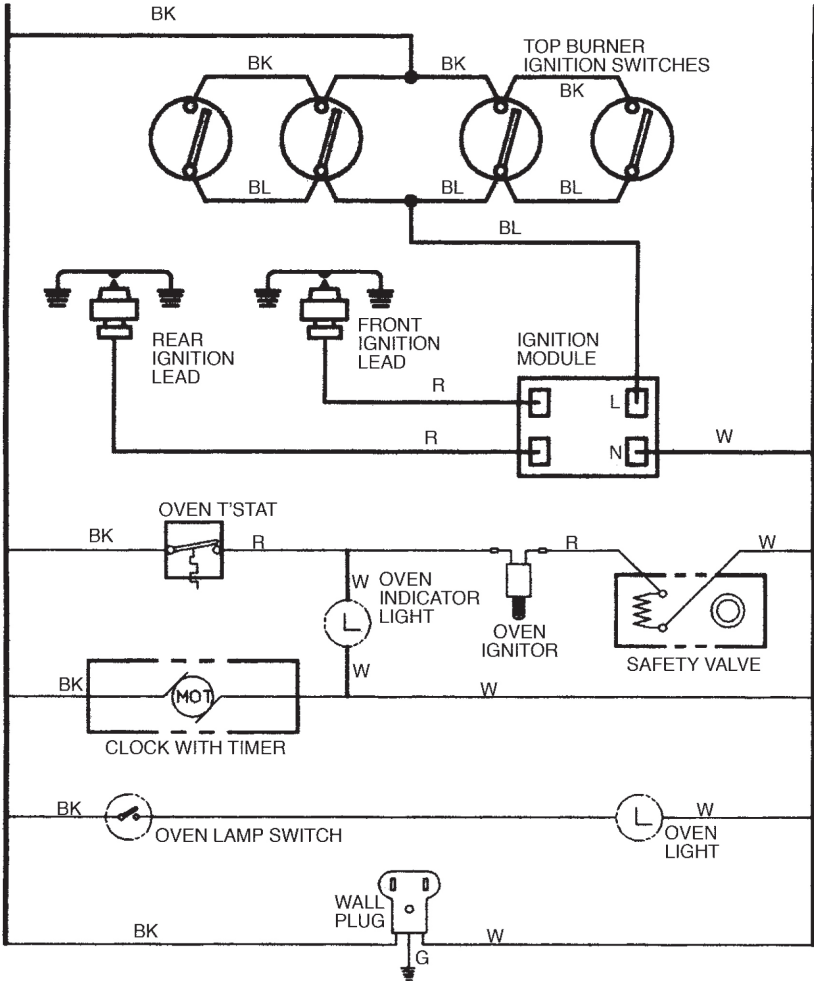 BK
TOP BURNER
IGNITION SWITCHES
BK
BK
BK
BL
BL
BL
BL
REAR
IGNITION
LEAD
FRONT
IGNITION
LEAD
IGNITION
MODULE
R
L
R
N
W
OVEN T'STAT
BK
R
R
W
W
OVEN
INDICATOR
LIGHT
L
OVEN
IGNITOR
SAFETY VALVE
W
BK
MOT
W
CLOCK WITH TIMER
BK
OVEN LAMP SWITCH
L
W
OVEN
LIGHT
WALL
PLUG
BK
W
G